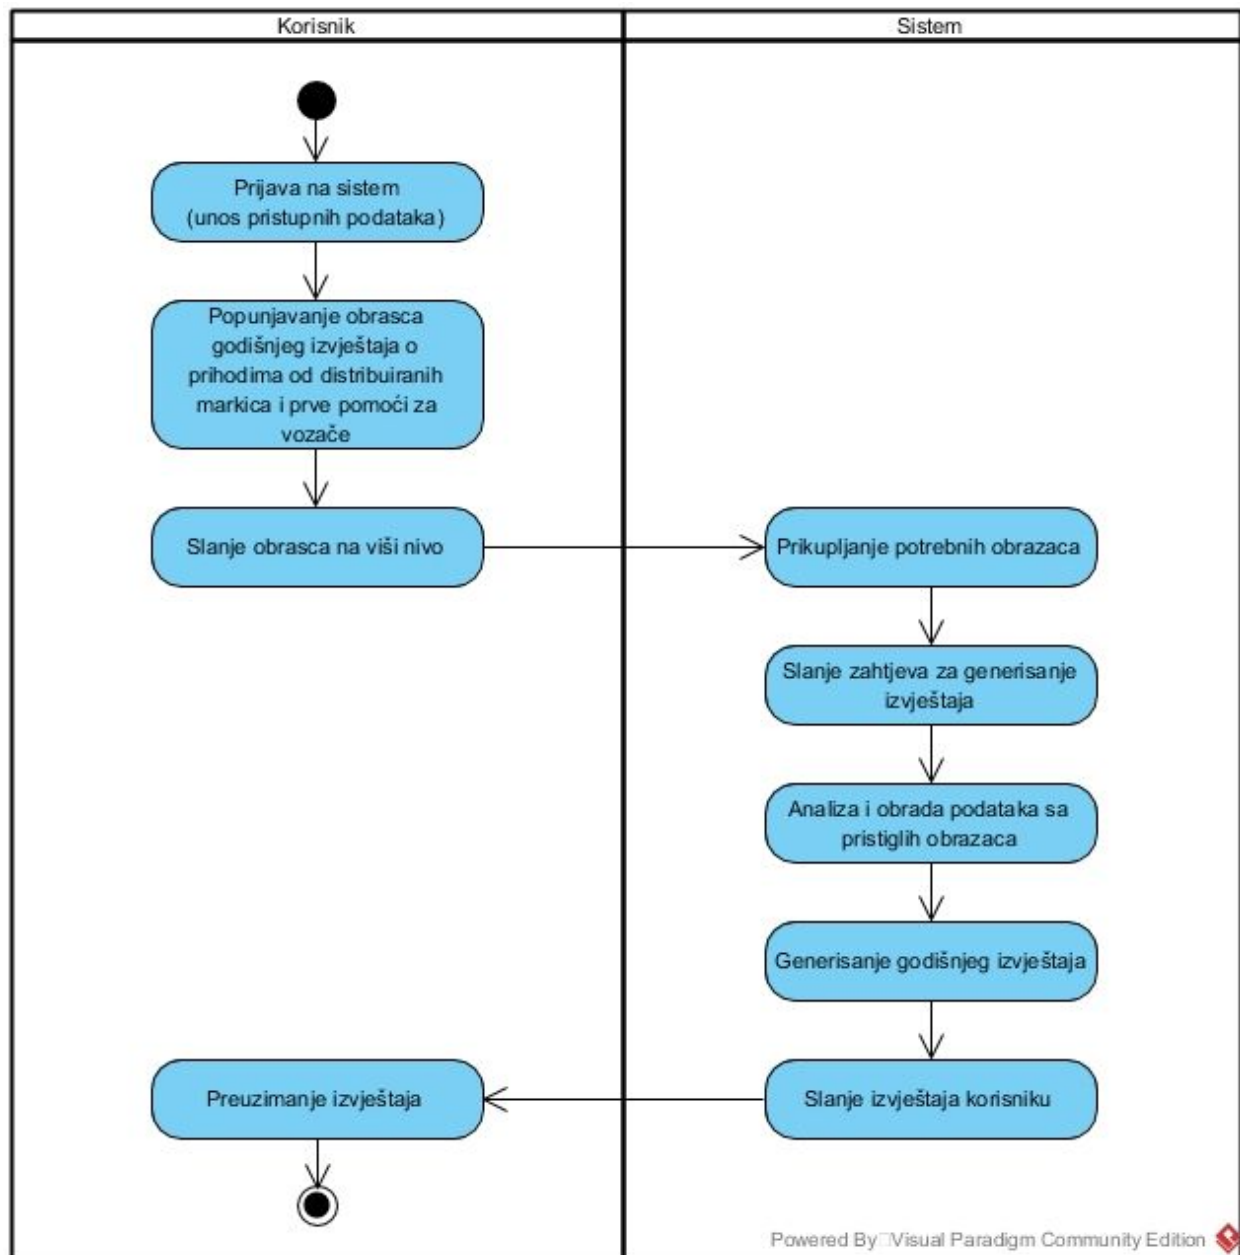 Korisnik
Sistem
Prijava na sistem
(unos pristupnih podataka)
Popunjavanje obrasca
godišnjeg izvještaja o
prihodima od distribuiranih
markica i prve pomoći za
vozače
Slanje obrasca na viši nivo
Prikupljanje potrebnih obrazaca
Slanje zahtjeva za generisanje
izvještaja
Analiza i obrada podataka sa
pristiglih obrazaca
Generisanje godišnjeg izvještaja
Slanje izvještaja korisniku
Preuzimanje izvještaja
Powered By Visual Paradigm Community Edition